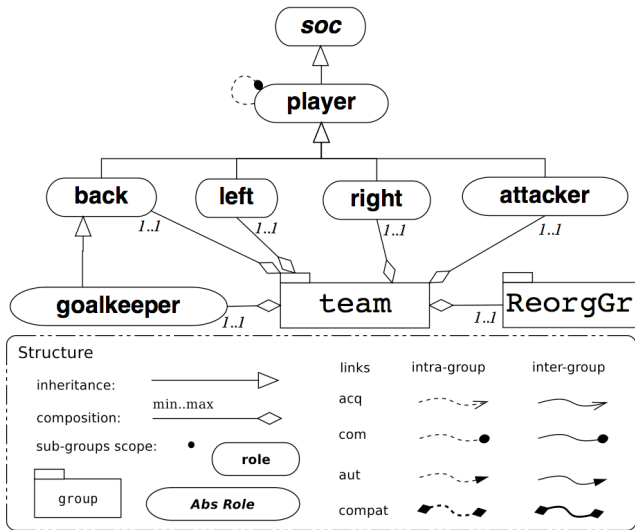 soc
player
back left right attacker
1..1 1..1 1..1 1..1
goalkeeper team ReorgGr
1..1 1..1
Structure
links intra-group inter-group
inheritance:
acq
min..max
composition:
com
sub-groups scope:
role
aut
group
Abs Role
compat